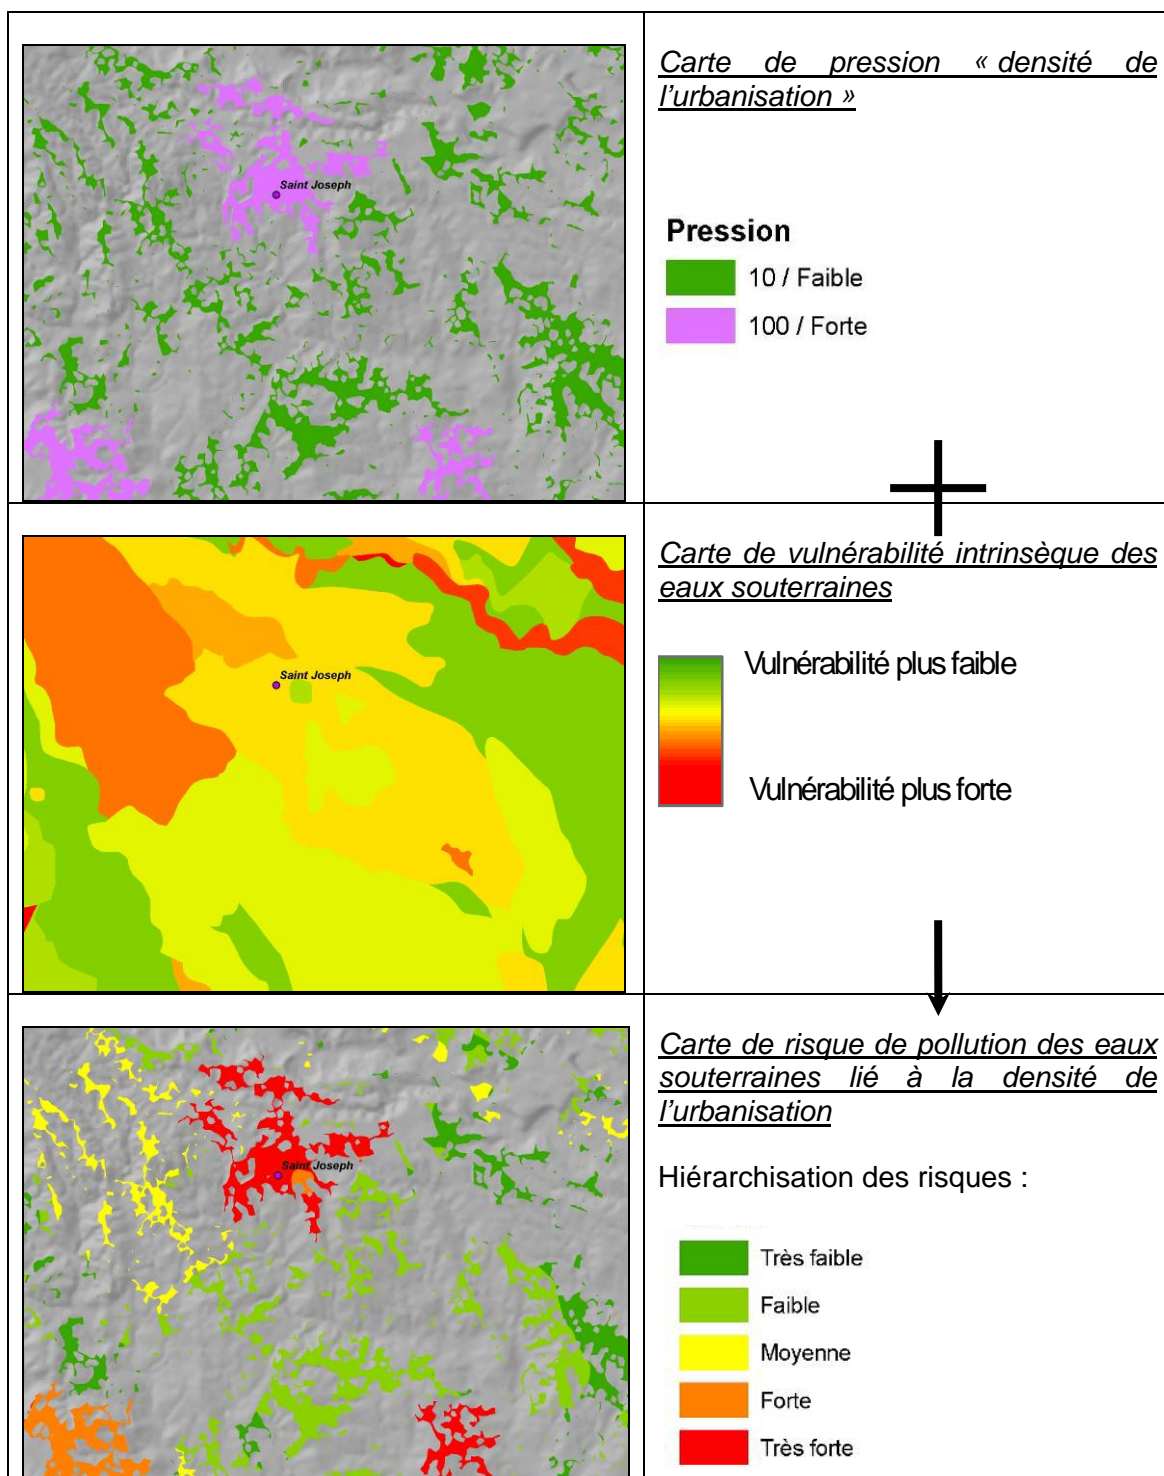 Saint Joseph
Carte de pression « densité de
l'urbanisation »
Pression
10 / Faible
100 / Forte
Saint Joseph
Carte de vulnérabilité intrinsèque des
eaux souterraines
Vulnérabilité plus faible
Vulnérabilité plus forte
Saint Joseph
Carte de risque de pollution des eaux
souterraines lié à la densité de
l'urbanisation
Hiérarchisation des risques :
Très faible
Faible
Moyenne
Forte
Très forte